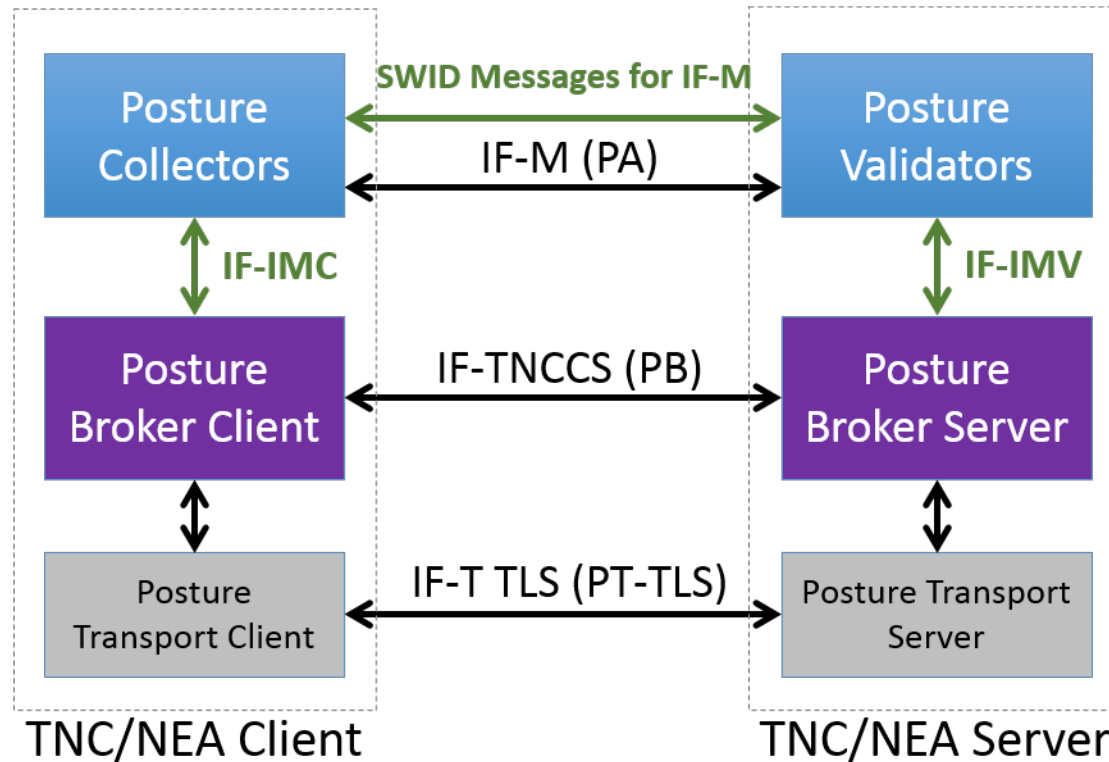 SWID Messages for IF-M
Posture
Collectors
Posture
Validators
IF-M (PA)
IF-IMC
IF-IMV
Posture
Broker Client
IF-TNCCS (PB)
Posture
Broker Server
Posture
Transport Client
IF-T TLS (PT-TLS)
Posture Transport
Server
TNC/NEA Client
TNC/NEA Server